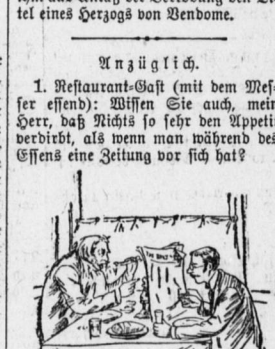 tel eines Herzogs von Vendome.
Anzüglich.
1. Restaurant-Gast (mit dem Mes-
ser essend): Wissen Sie auch, mein
Herr, daß Nichts so sehr den Appetit
verdirbt, als wenn man während des
Essens eine Zeitung vor sich hat?